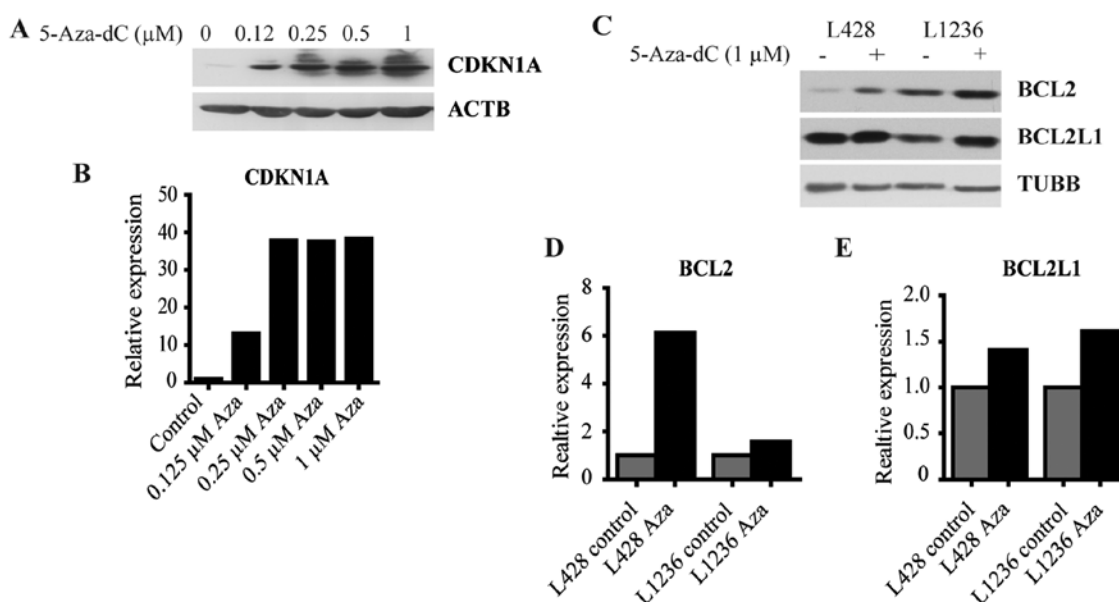 A
5-Aza-dC (µM) 0 0.12 0.25 0.5 1
CDKN1A
ACTB
B
CDKN1A
Relative expression
50
40
30
20
10
0
Control
0.125 µM Aza
0.25 µM Aza
0.5 µM Aza
1 µM Aza
C
L428 L1236
5-Aza-dC (1 µM) - + - +
BCL2
BCL2L1
TUBB
D
BCL2
Realtive expression
8
6
4
2
0
L428 control
L428 Aza
L1236 control
L1236 Aza
E
BCL2L1
Realtive expression
2.0
1.5
1.0
0.5
0
L428 control
L428 Aza
L1236 control
L1236 Aza